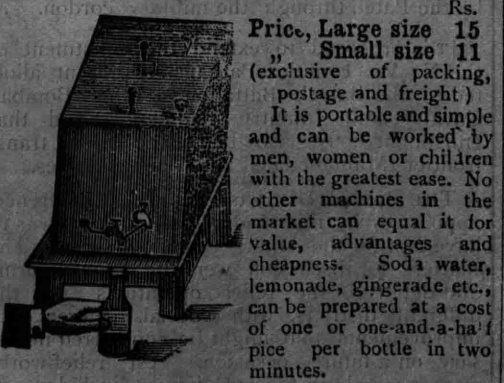 Rs.
Price, Large size 15
„ Small size 11
(exclusive of packing,
postage and freight)
It is portable and simple
and can be worked by
men, women or children
with the greatest ease. No
other machines in the
market can equal it for
value, advantages and
cheapness. Soda water,
lemonade, gingerade etc.,
can be prepared at a cost
of one or one-and-a-half
pice per bottle in two
minutes.